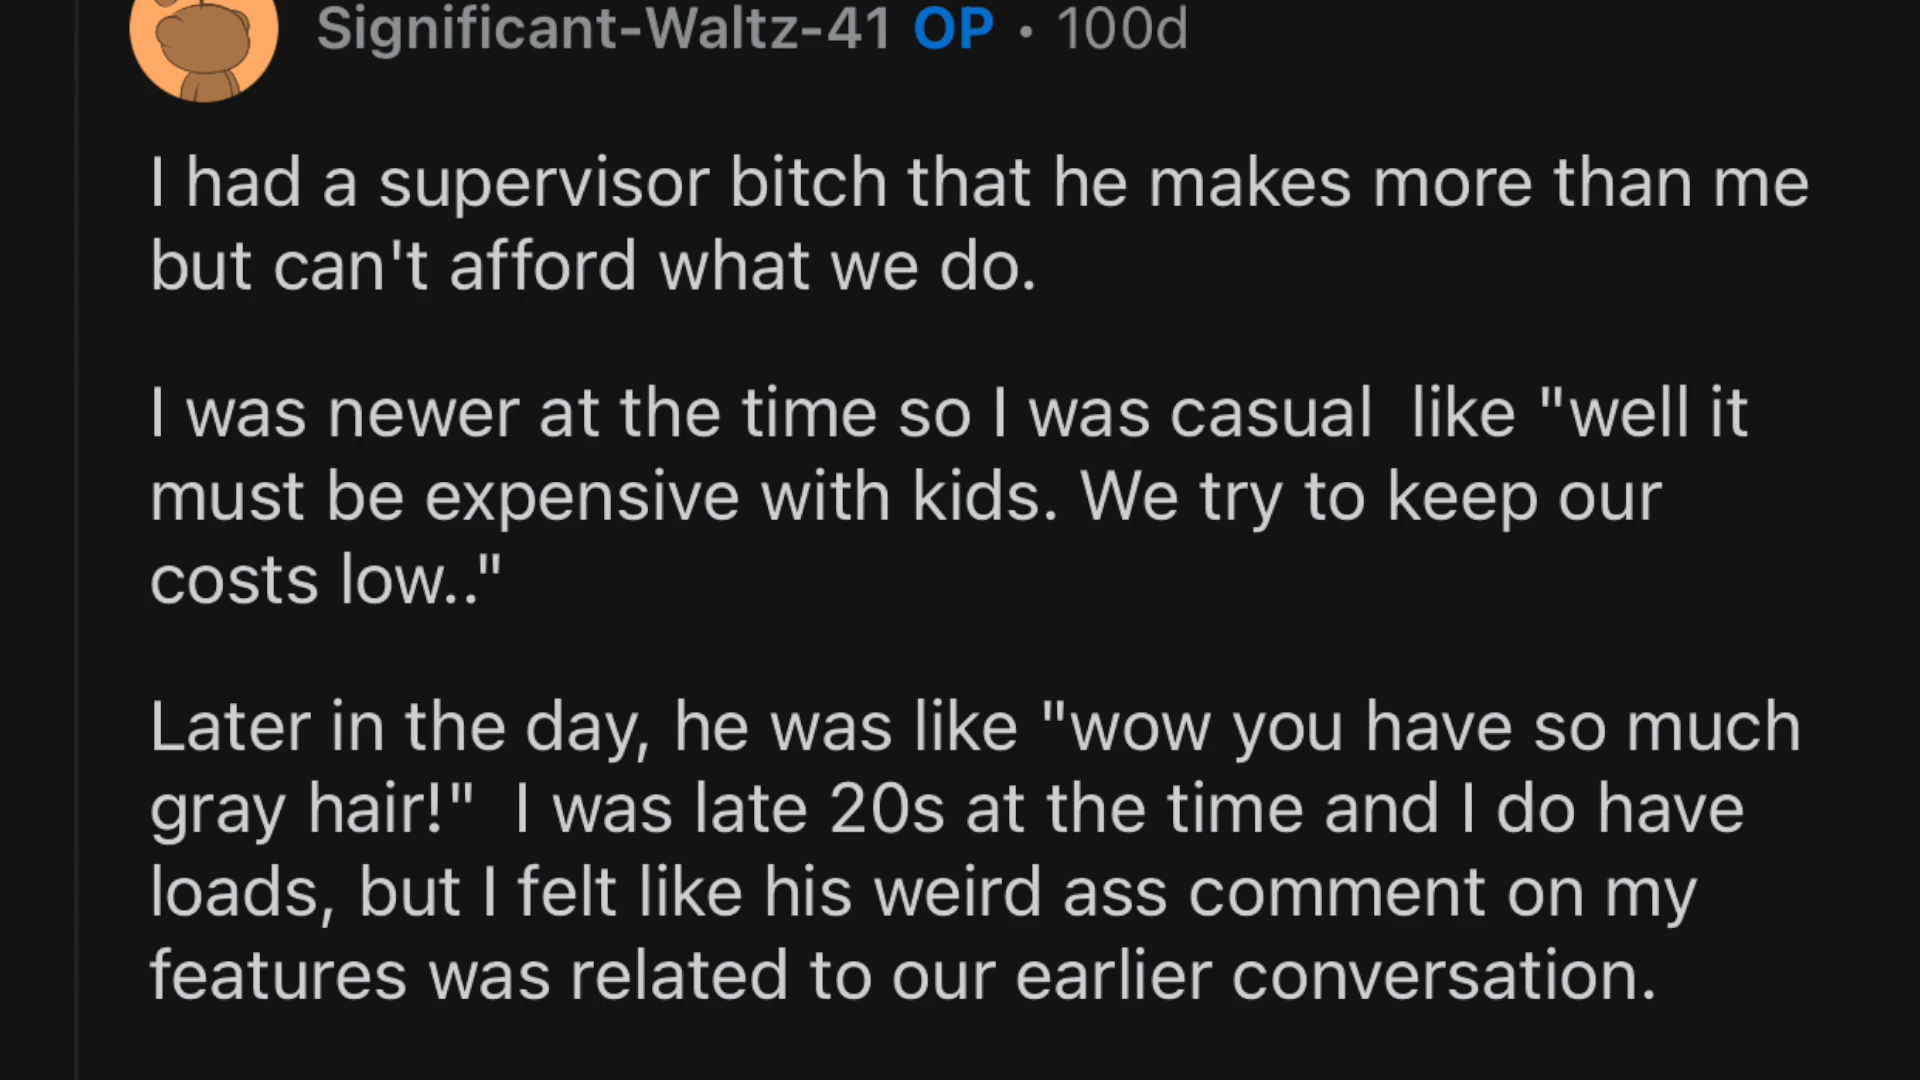 Significant-Waltz-41 OP • 100d
I had a supervisor bitch that he makes more than me
but can't afford what we do.
I was newer at the time so I was casual  like "well it
must be expensive with kids. We try to keep our
costs low.."
Later in the day, he was like "wow you have so much
gray hair!"  I was late 20s at the time and I do have
loads, but I felt like his weird ass comment on my
features was related to our earlier conversation.